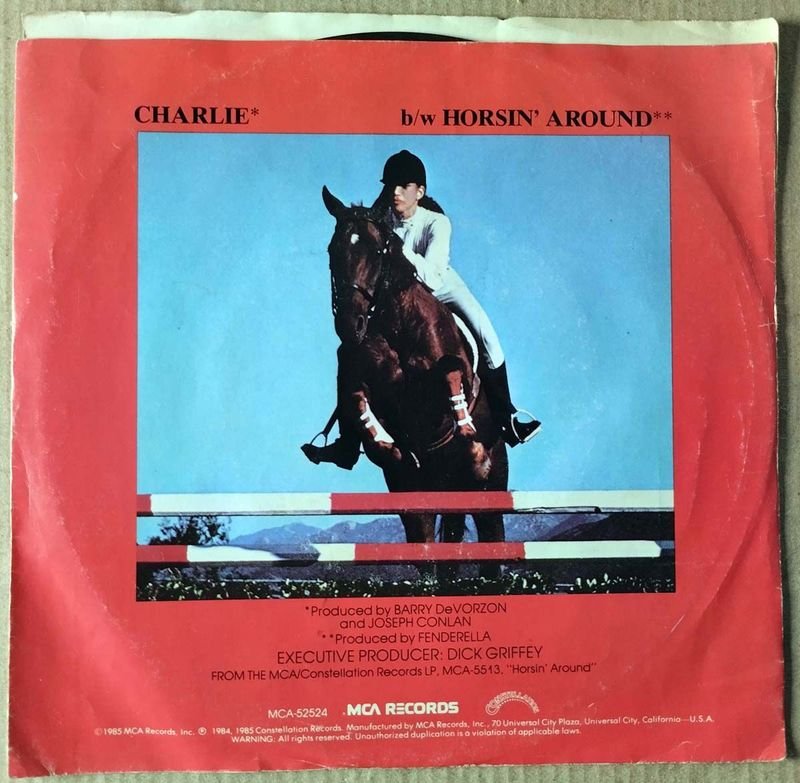 CHARLIE* b/w HORSIN' AROUND**
*Produced by BARRY DeVORZON
and JOSEPH CONLAN
**Produced by FENDERELLA
EXECUTIVE PRODUCER: DICK GRIFFEY
FROM THE MCA/Constellation Records LP, MCA-5513, "Horsin' Around"
MCA-52524 MCA RECORDS CONSTELLATION
©1985 MCA Records, Inc. ℗ 1984, 1985 Constellation Records. Manufactured by MCA Records, Inc., 70 Universal City Plaza, Universal City, California—U.S.A.
WARNING: All rights reserved. Unauthorized duplication is a violation of applicable laws.